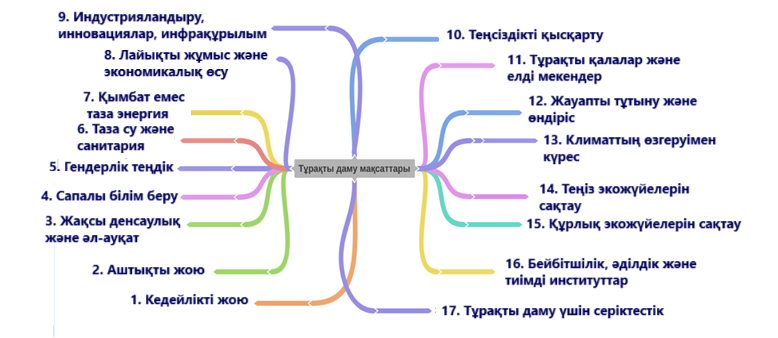 9. Индустрияландыру,
инновациялар, инфрақұрылым
8. Лайықты жұмыс және
экономикалық өсу
7. Қымбат емес
таза энергия
6. Таза су және
санитария
5. Гендерлік теңдік
4. Сапалы білім беру
3. Жақсы денсаулық
және әл-ауқат
2. Аштықты жою
1. Кедейлікті жою
Тұрақты даму мақсаттары
10. Теңсіздікті қысқарту
11. Тұрақты қалалар және
елді мекендер
12. Жауапты тұтыну және
өндіріс
13. Климаттың өзгеруімен
күрес
14. Теңіз экожүйелерін
сақтау
15. Құрлық экожүйелерін сақтау
16. Бейбітшілік, әділдік және
тиімді институттар
17. Тұрақты даму үшін серіктестік